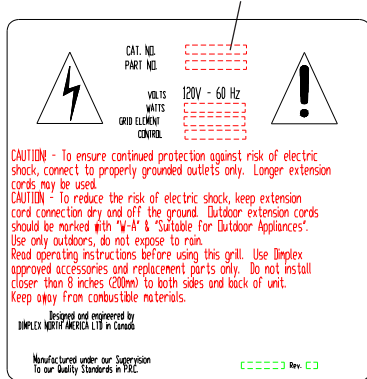 CAT. NO.
PART NO.
VOLTS 120V - 60 Hz
WATTS
GRID ELEMENT
CONTROL
CAUTION! - To ensure continued protection against risk of electric
shock, connect to properly grounded outlets only. Longer extension
cords may be used.
CAUTION - To reduce the risk of electric shock, keep extension
cord connection dry and off the ground. Outdoor extension cords
should be marked with "W-A" & "Suitable for Outdoor Appliances".
Use only outdoors, do not expose to rain.
Read operating instructions before using this grill. Use Dimplex
approved accessories and replacement parts only. Do not install
closer than 8 inches (200mm) to both sides and back of unit.
Keep away from combustible materials.
Designed and engineered by
DIMPLEX NORTH AMERICA LTD in Canada
Manufactured under our Supervision
To our Quality Standards in P.R.C.
Rev.